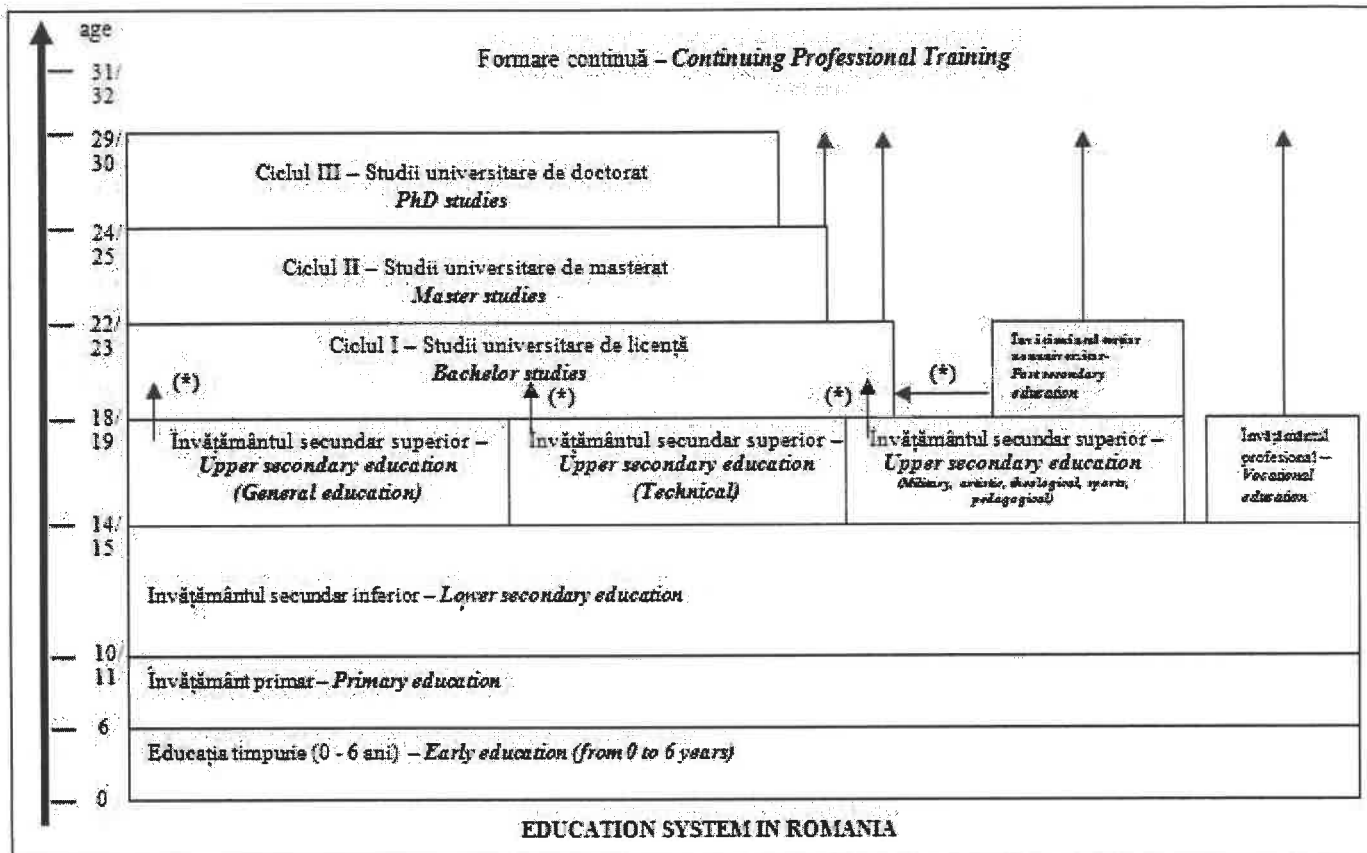 age
Formare continuă – Continuing Professional Training
31/
32
29/
30
Ciclul III – Studii universitare de doctorat
PhD studies
24/
25
Ciclul II – Studii universitare de masterat
Master studies
22/
23
Ciclul I – Studii universitare de licență
Bachelor studies
(*)
(*)
(*)
(*)
Post secondary
education
18/
19
Învățământul secundar superior –
Upper secondary education
(General education)
Învățământul secundar superior –
Upper secondary education
(Technical)
Învățământul secundar superior –
Upper secondary education
(Military, artistic, theological, sports,
pedagogical)
Învățământul
profesional –
Vocational
education
14/
15
Învățământul secundar inferior – Lower secondary education
10/
11
Învățământ primar – Primary education
6
Educația timpurie (0 - 6 ani) – Early education (from 0 to 6 years)
0
EDUCATION SYSTEM IN ROMANIA